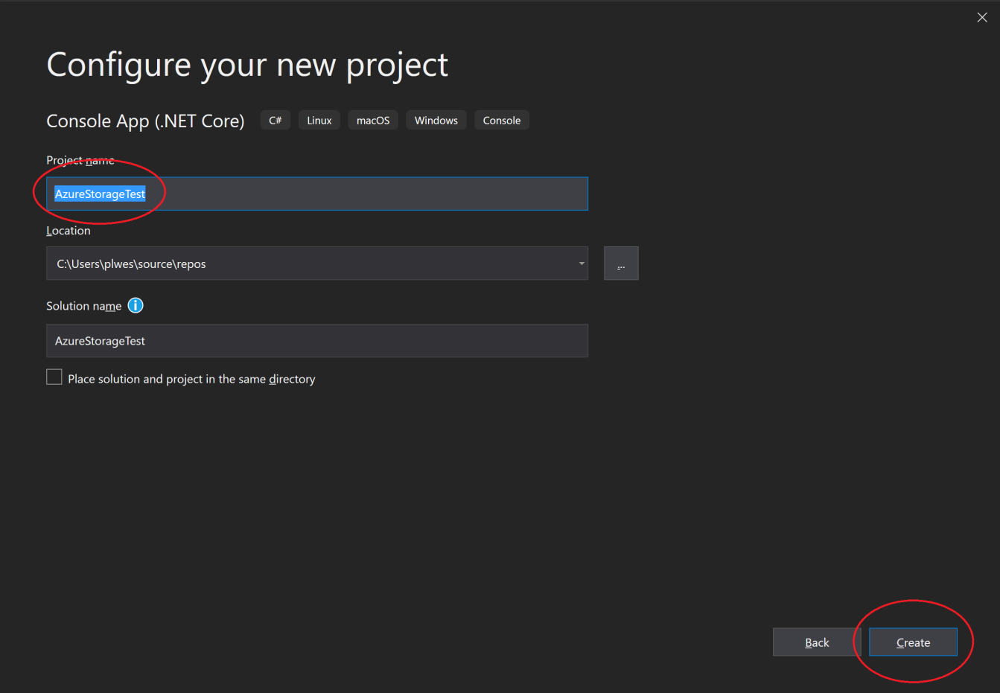 Configure your new project
Console App (.NET Core) C# Linux macOS Windows Console
Project name
AzureStorageTest
Location
C:\Users\plwes\source\repos
...
Solution name i
AzureStorageTest
Place solution and project in the same directory
Back Create